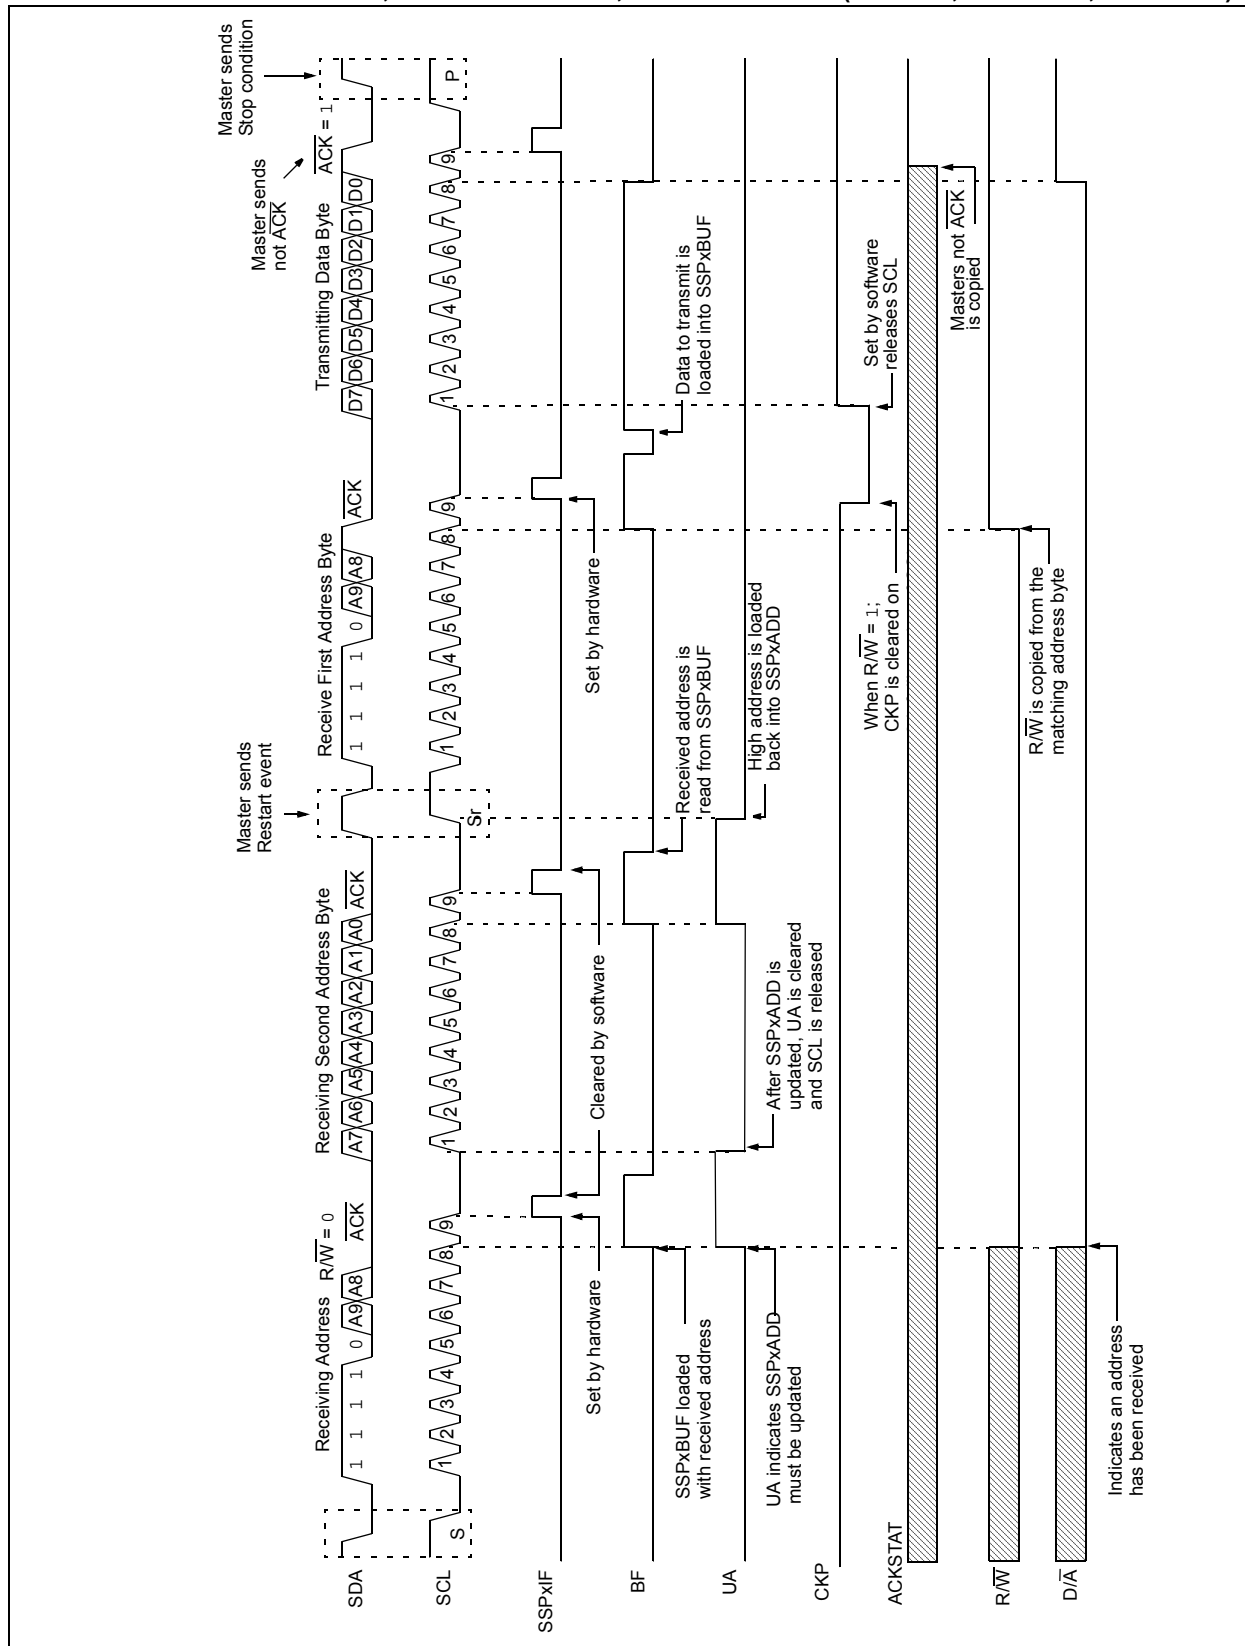 Master sends
Stop condition
Master sends
not ACK
ACK = 1
Master sends
Restart event
Receiving Address R/W = 0
Receiving Second Address Byte
Receive First Address Byte
Transmitting Data Byte
SDA
1 1 1 1 0 A9 A8 ACK
A7 A6 A5 A4 A3 A2 A1 A0 ACK
1 1 1 1 0 A9 A8 ACK
D7 D6 D5 D4 D3 D2 D1 D0
SCL
S
1 2 3 4 5 6 7 8 9
1 2 3 4 5 6 7 8 9
Sr
1 2 3 4 5 6 7 8 9
1 2 3 4 5 6 7 8 9
P
SSPxIF
Set by hardware
Cleared by software
Set by hardware
BF
SSPxBUF loaded
with received address
Received address is
read from SSPxBUF
Data to transmit is
loaded into SSPxBUF
UA
UA indicates SSPxADD
must be updated
After SSPxADD is
updated, UA is cleared
and SCL is released
High address is loaded
back into SSPxADD
CKP
When R/W = 1;
CKP is cleared on
Set by software
releases SCL
ACKSTAT
Masters not ACK
is copied
R/W
R/W is copied from the
matching address byte
D/A
Indicates an address
has been received